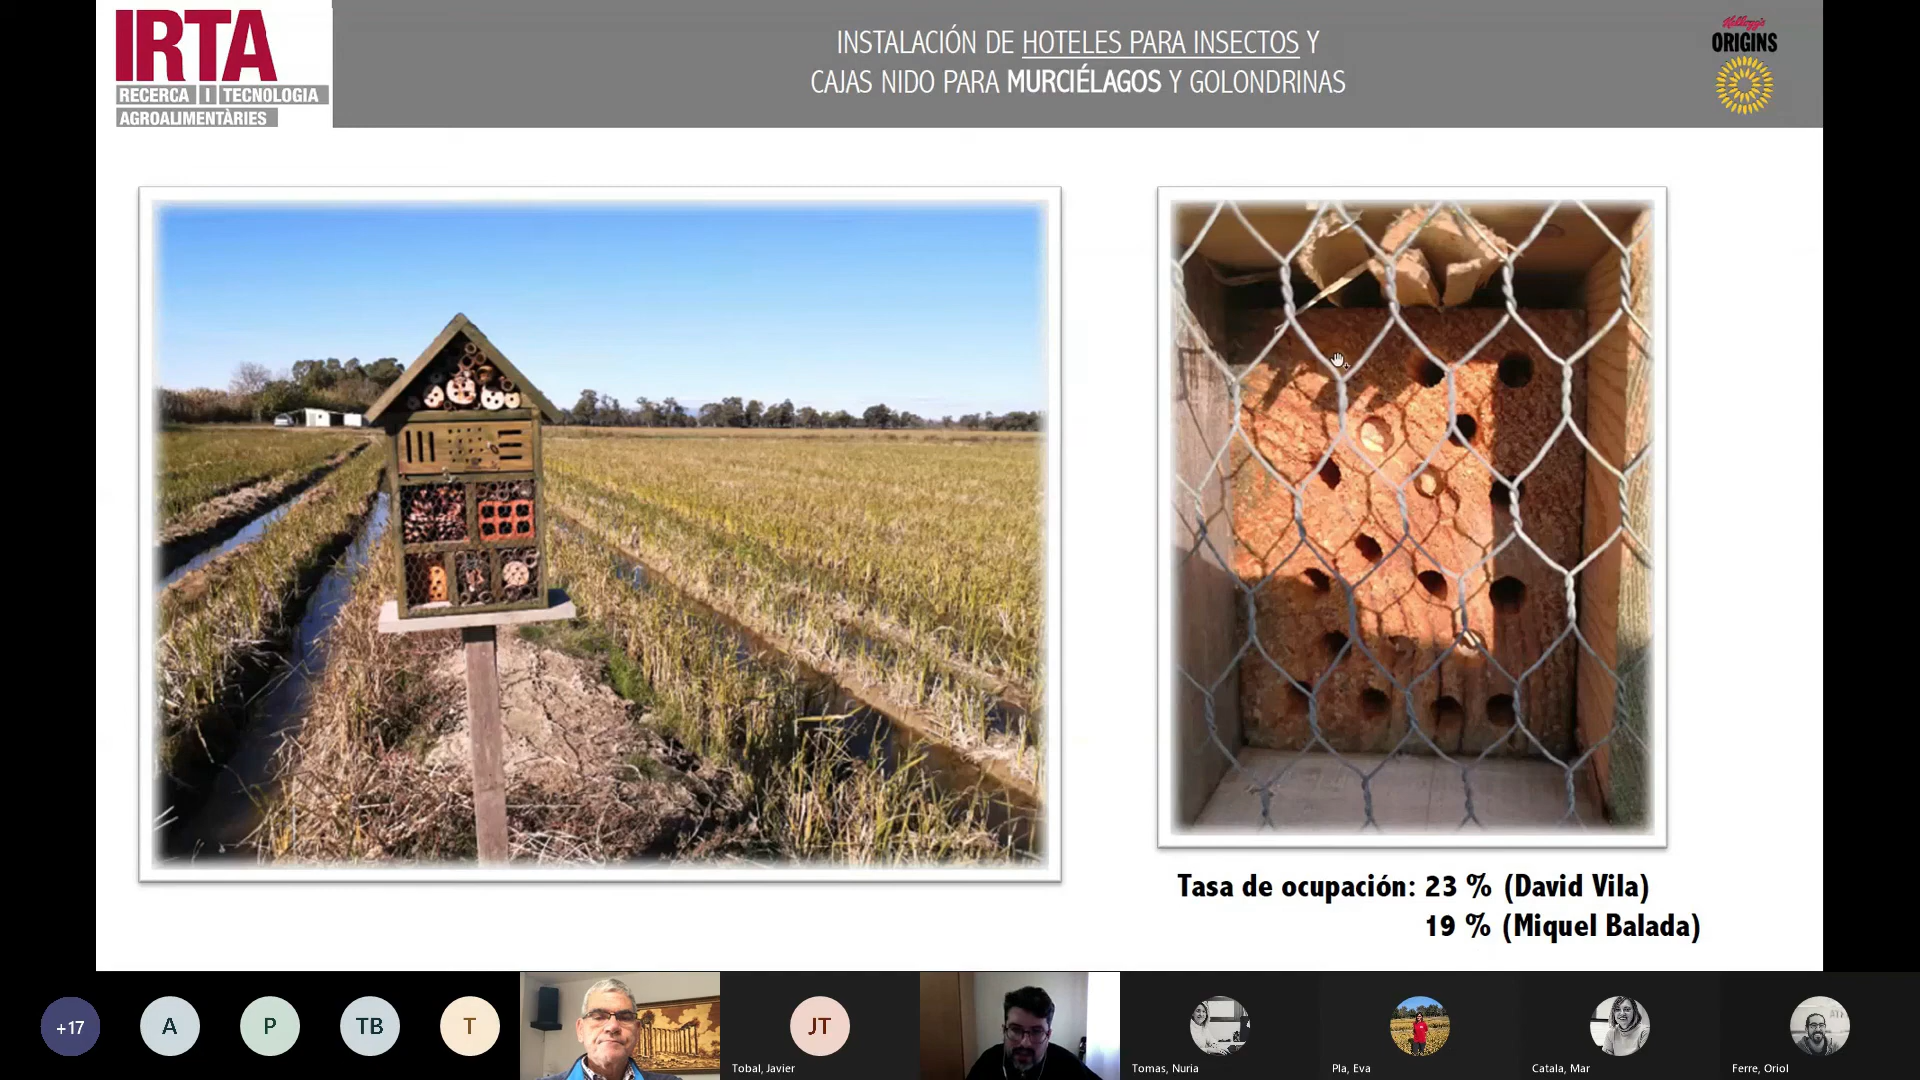 IRTA
RECERCA I TECNOLOGIA
AGROALIMENTÀRIES
INSTALACIÓN DE HOTELES PARA INSECTOS Y
CAJAS NIDO PARA MURCIÉLAGOS Y GOLONDRINAS
Kellogg's
ORIGINS
Tasa de ocupación: 23 % (David Vila)
19 % (Miquel Balada)
+17
A
P
TB
T
JT
Tobal, Javier
Tomas, Nuria
Pla, Eva
Catala, Mar
Ferre, Oriol